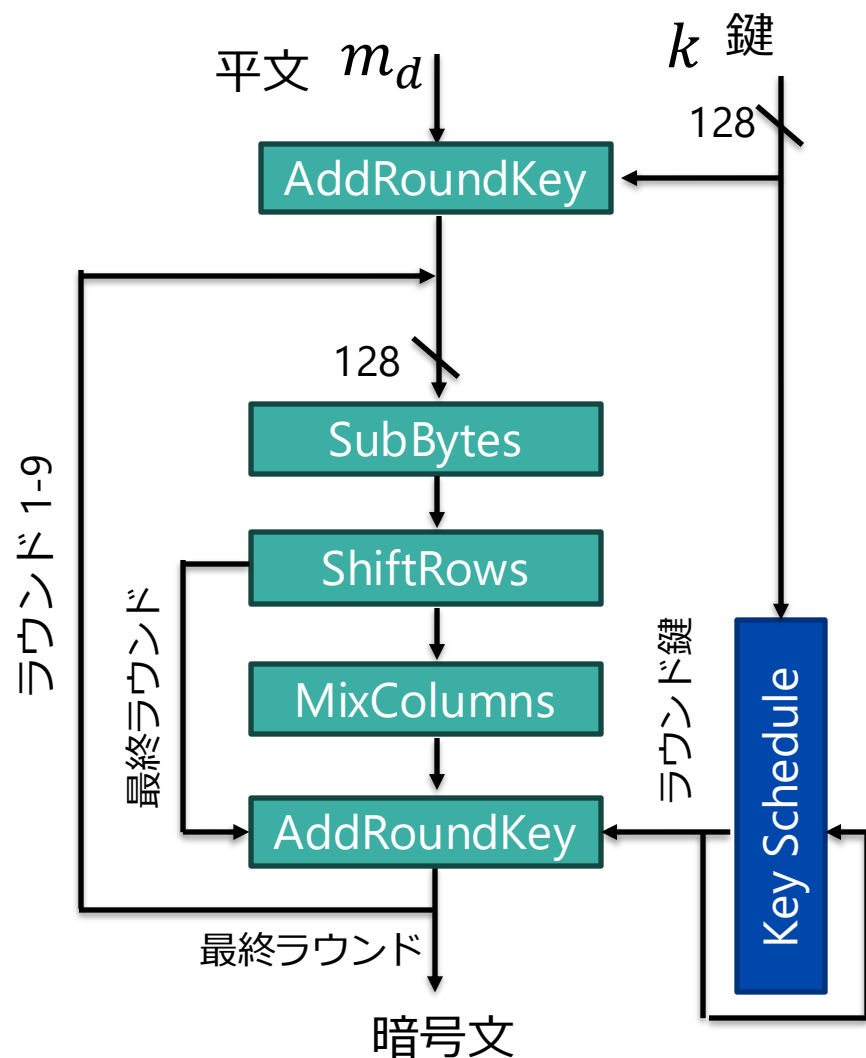 平文 m_d
k 鍵
128
AddRoundKey
128
SubBytes
ラウンド 1-9
ShiftRows
最終ラウンド
MixColumns
ラウンド鍵
Key Schedule
AddRoundKey
最終ラウンド
暗号文